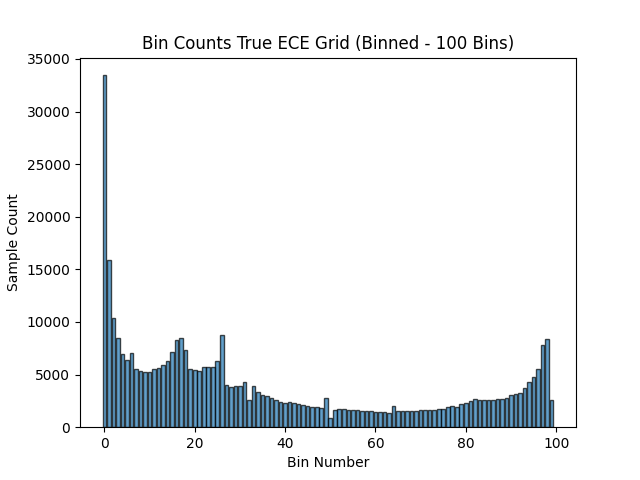 Bin Counts True ECE Grid (Binned - 100 Bins)
35000
30000
25000
20000
15000
10000
5000
0
Sample Count
0 20 40 60 80 100
Bin Number